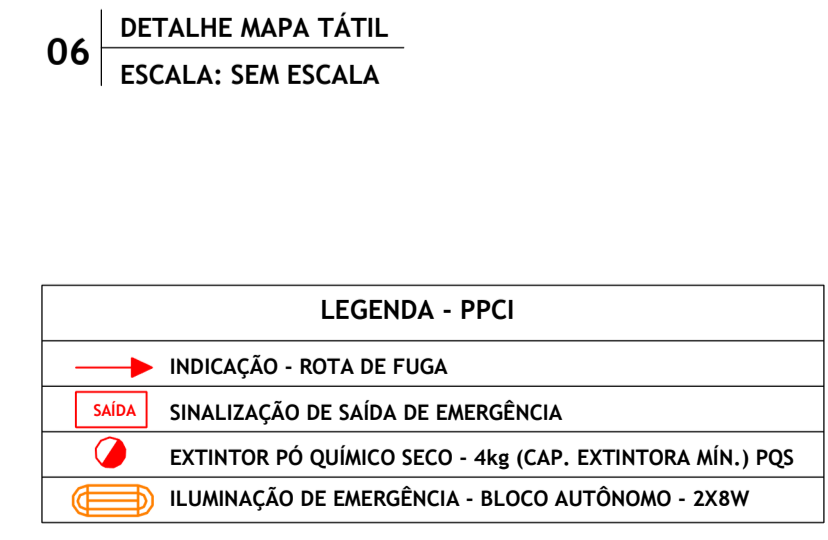 06
DETALHE MAPA TÁTIL
ESCALA: SEM ESCALA
LEGENDA - PPCI
INDICAÇÃO - ROTA DE FUGA
SAÍDA SINALIZAÇÃO DE SAÍDA DE EMERGÊNCIA
EXTINTOR PÓ QUÍMICO SECO - 4kg (CAP. EXTINTORA MÍN.) PQS
ILUMINAÇÃO DE EMERGÊNCIA - BLOCO AUTÔNOMO - 2X8W